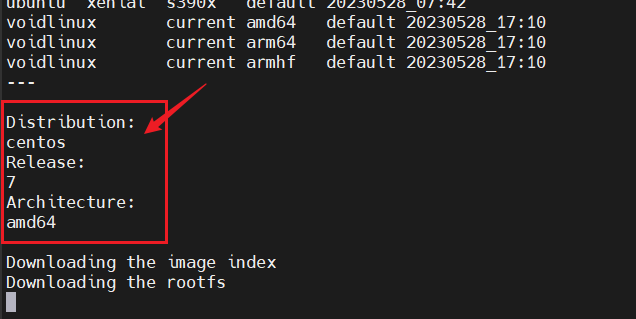 ubuntu xenial s390x default 20230528_07:42
voidlinux current amd64 default 20230528_17:10
voidlinux current arm64 default 20230528_17:10
voidlinux current armhf default 20230528_17:10
---
Distribution:
centos
Release:
7
Architecture:
amd64
Downloading the image index
Downloading the rootfs